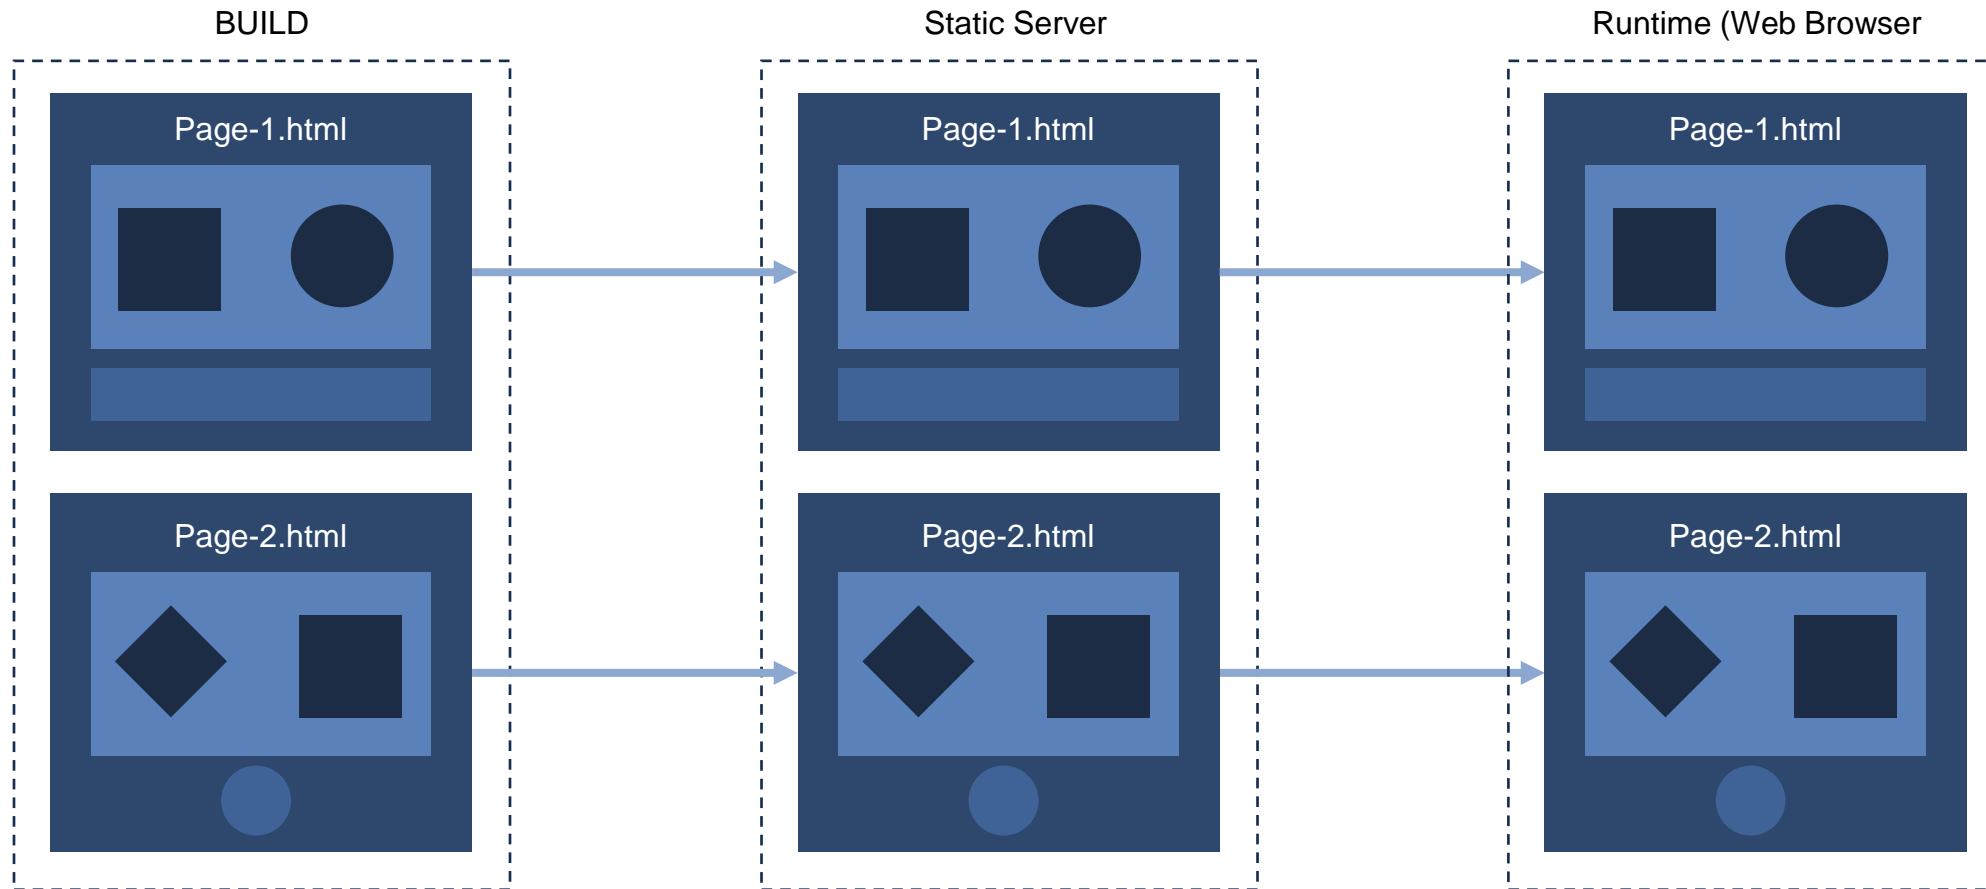 BUILD
Static Server
Runtime (Web Browser
Page-1.html
Page-1.html
Page-1.html
Page-2.html
Page-2.html
Page-2.html